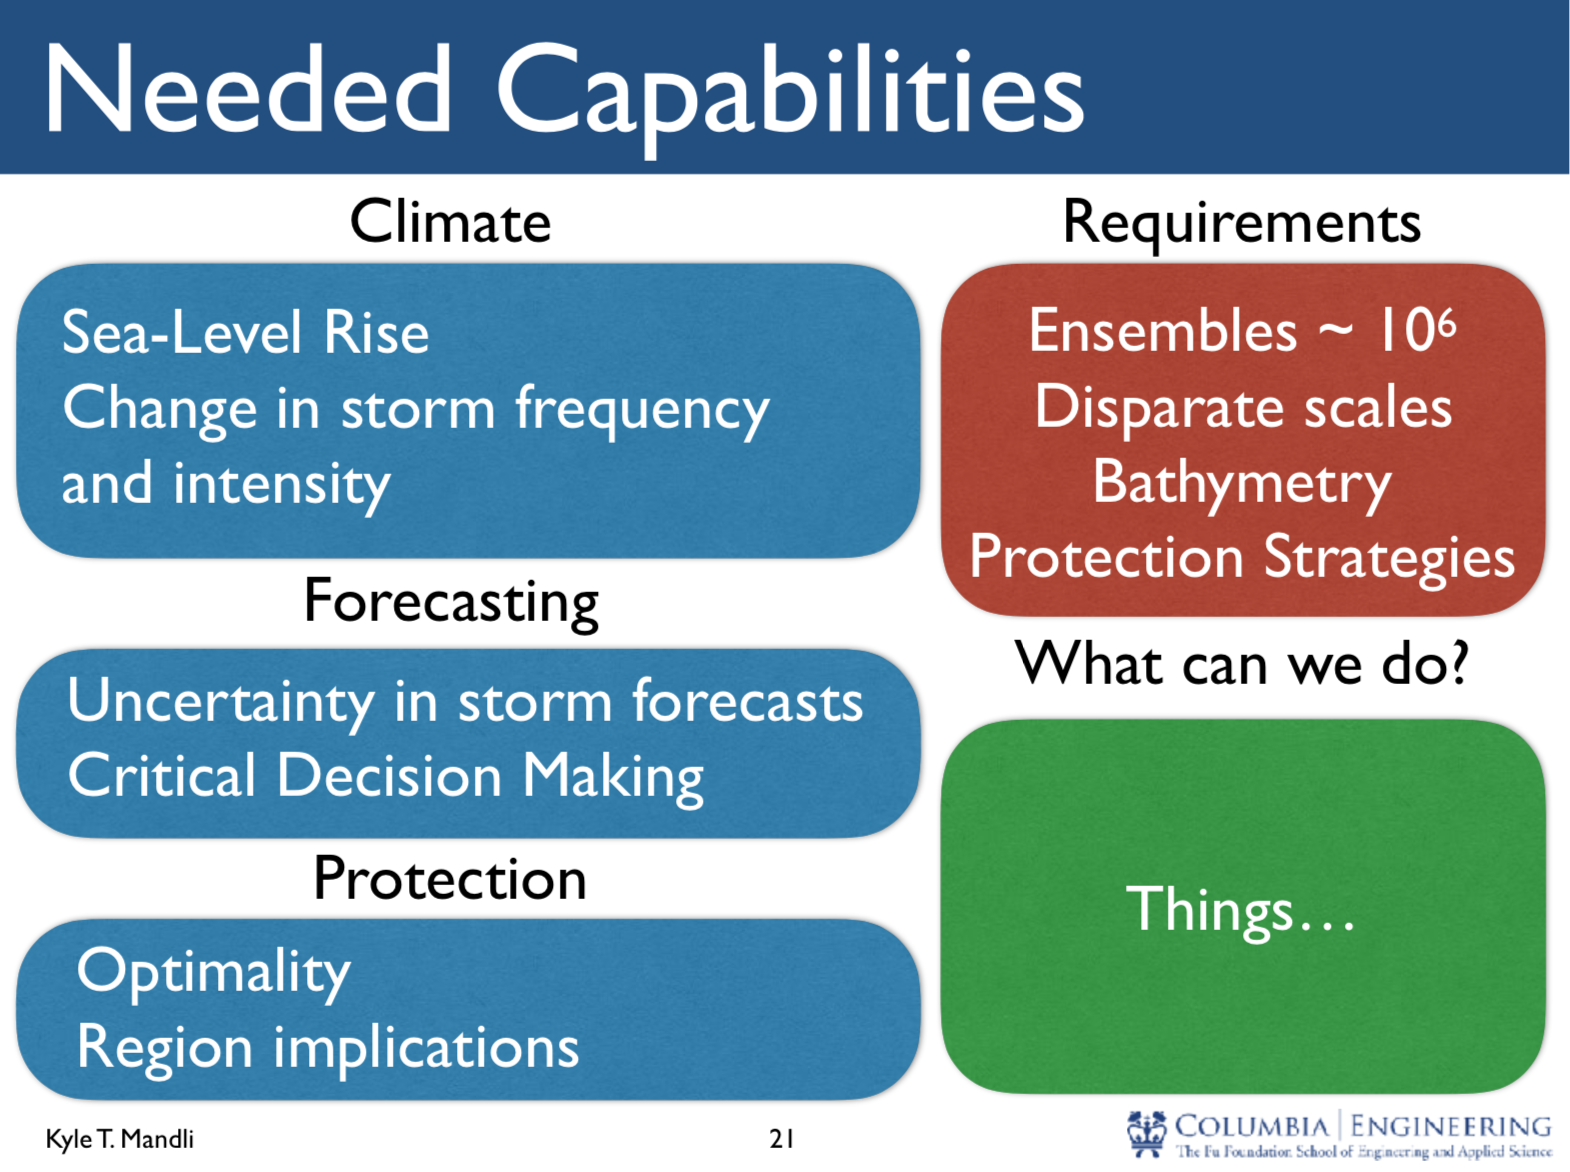 Needed Capabilities
Climate
Sea-Level Rise
Change in storm frequency
and intensity
Forecasting
Uncertainty in storm forecasts
Critical Decision Making
Protection
Optimality
Region implications
Requirements
Ensembles ~ 10⁶
Disparate scales
Bathymetry
Protection Strategies
What can we do?
Things…
Kyle T. Mandli
21
COLUMBIA | ENGINEERING
The Fu Foundation School of Engineering and Applied Science